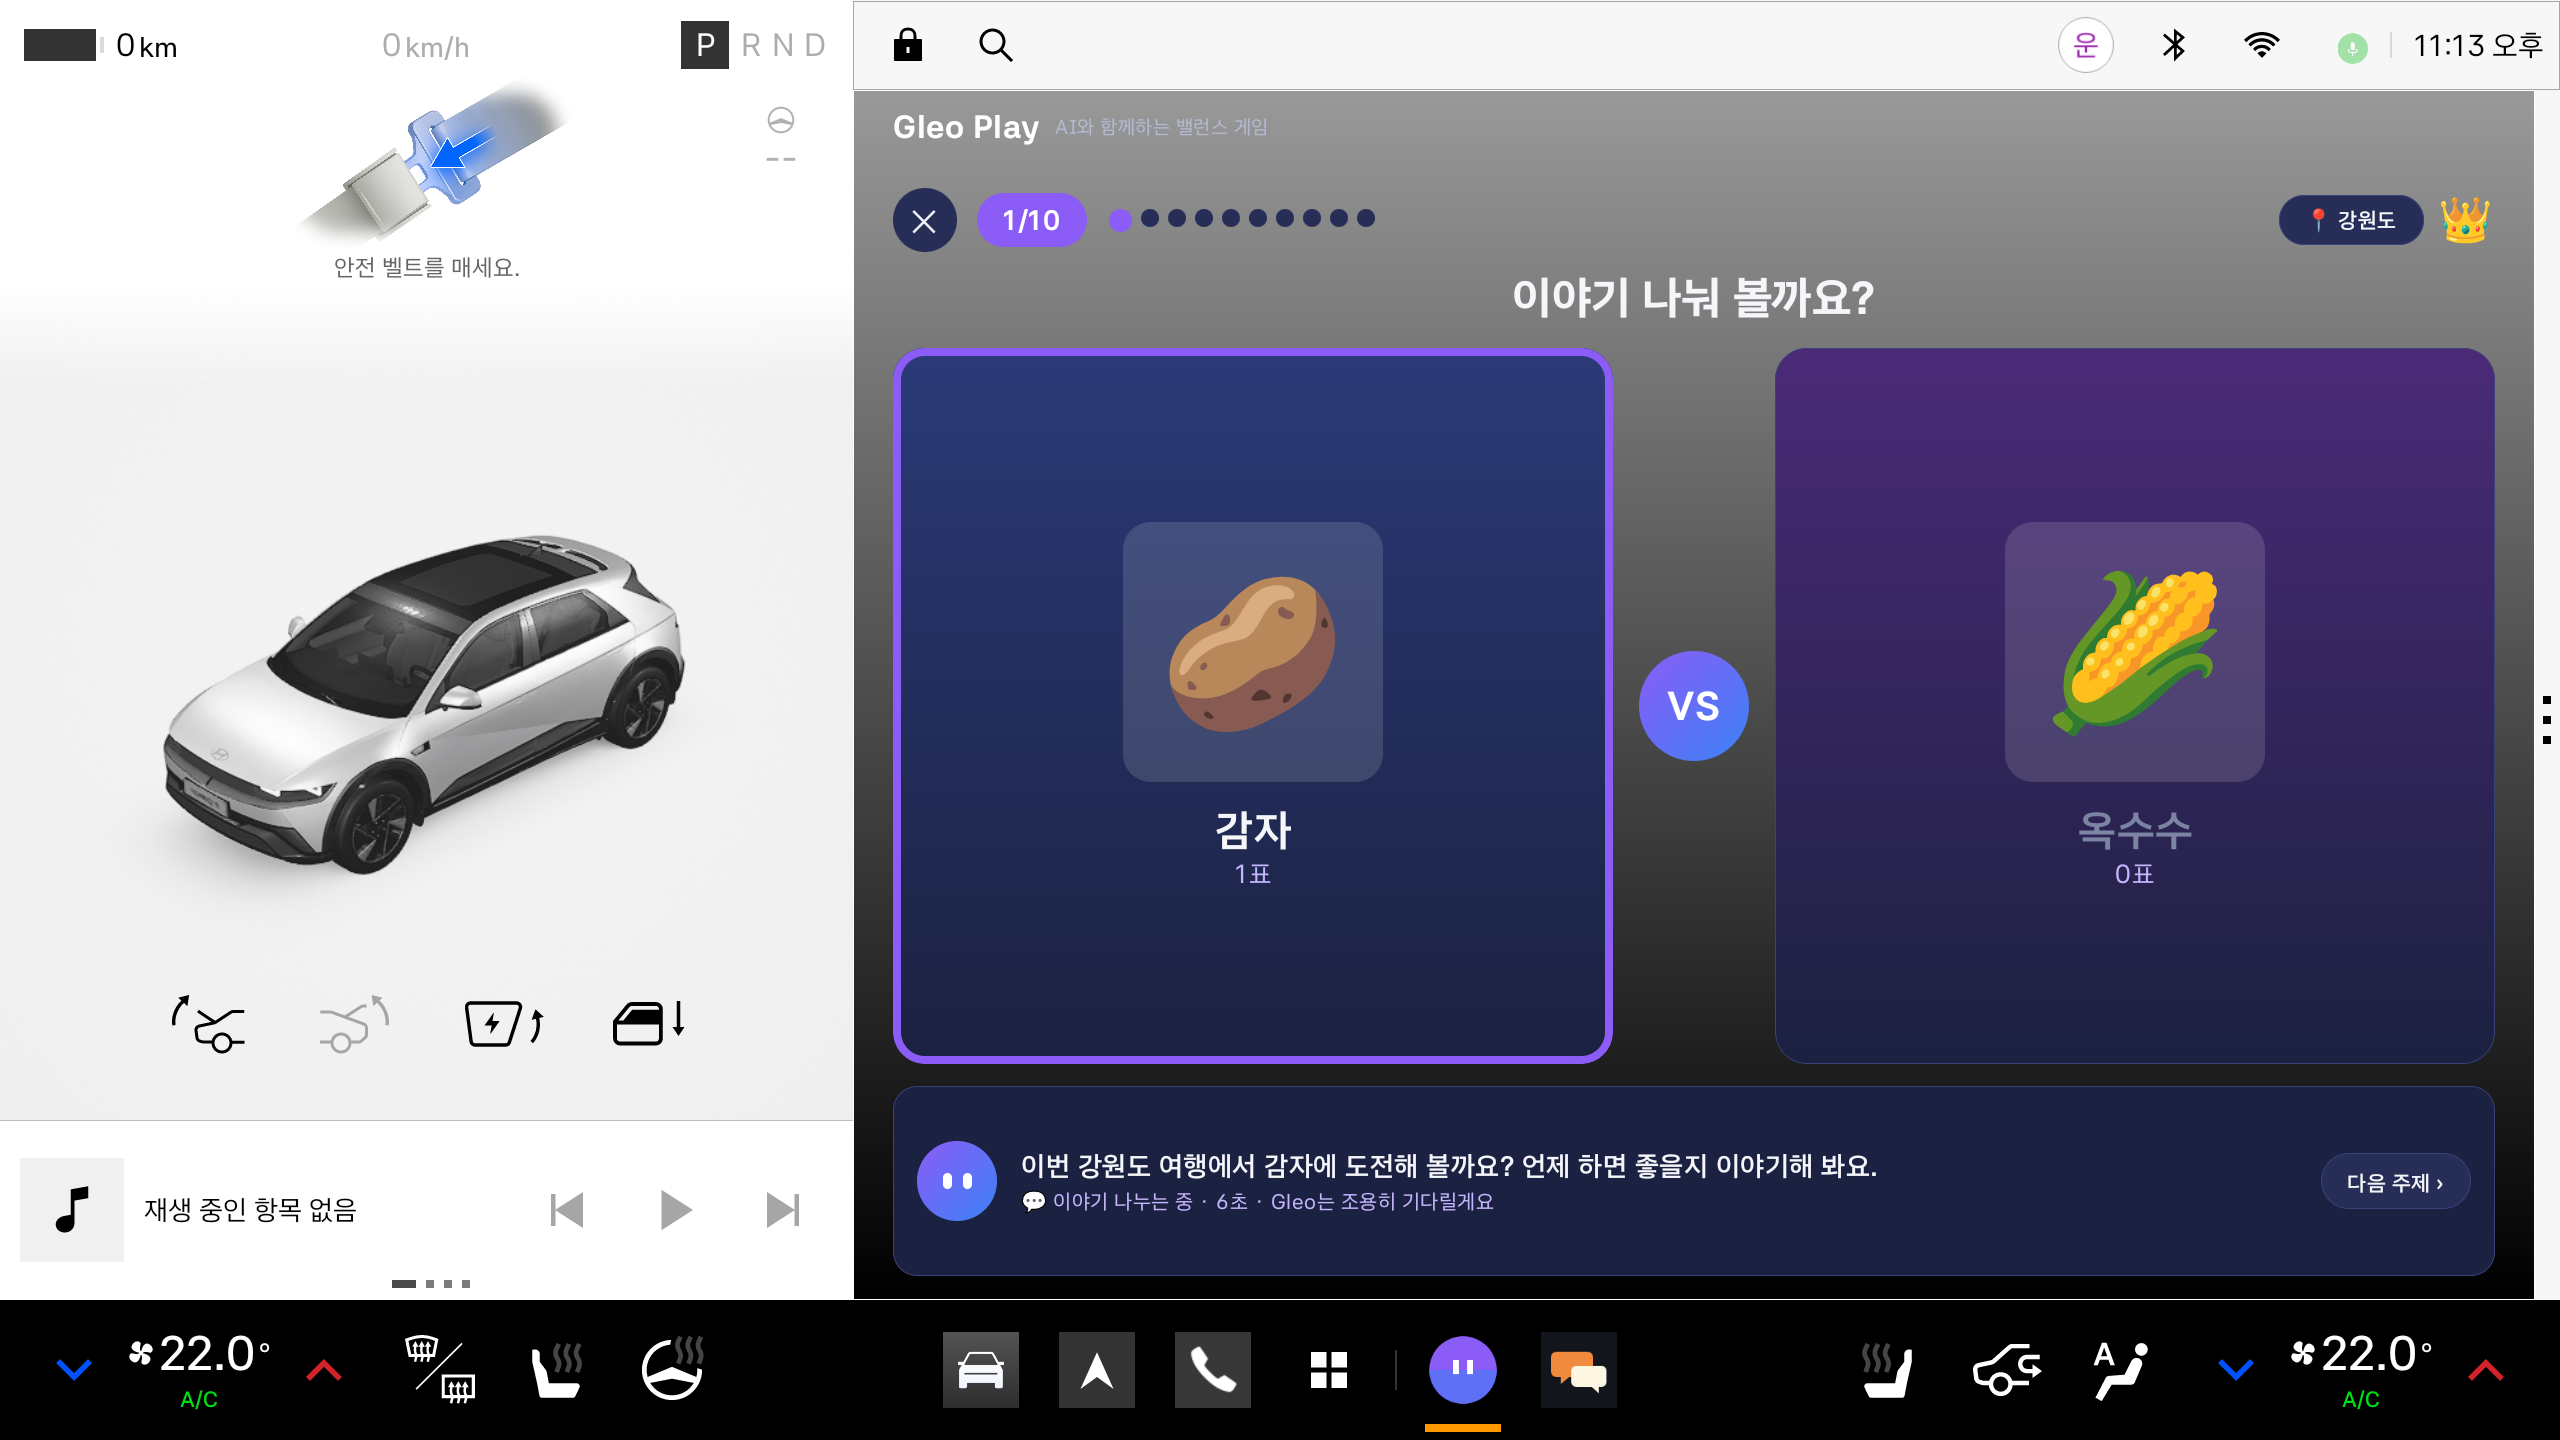 0 km
0 km/h
P R N D
운
11:13 오후
안전 벨트를 매세요.
--
Gleo Play AI와 함께하는 밸런스 게임
1/10
강원도
이야기 나눠 볼까요?
감자
1표
VS
옥수수
0표
이번 강원도 여행에서 감자에 도전해 볼까요? 언제 하면 좋을지 이야기해 봐요.
이야기 나누는 중 · 6초 · Gleo는 조용히 기다릴게요
다음 주제 ›
재생 중인 항목 없음
22.0°
A/C
A
22.0°
A/C